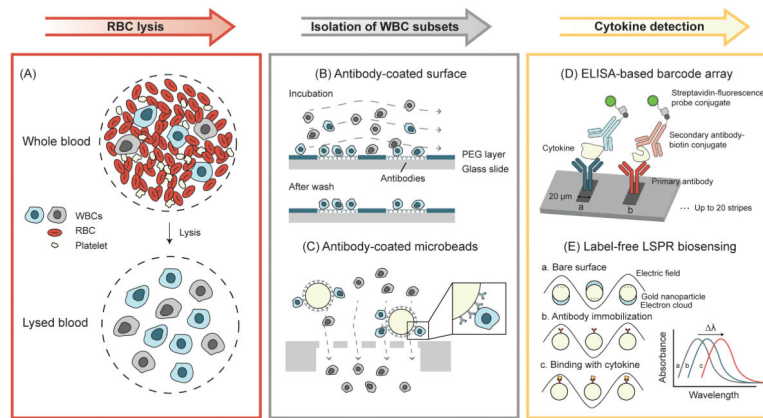 RBC lysis
Isolation of WBC subsets
Cytokine detection
(A)
Whole blood
WBCs
RBC
Platelet
Lysis
Lysed blood
(B) Antibody-coated surface
Incubation
PEG layer
Glass slide
Antibodies
After wash
(C) Antibody-coated microbeads
(D) ELISA-based barcode array
Streptavidin-fluorescence
probe conjugate
Cytokine
Secondary antibody-
biotin conjugate
Primary antibody
20 μm
a
b
... Up to 20 stripes
(E) Label-free LSPR biosensing
a. Bare surface
Electric field
Gold nanoparticle
Electron cloud
b. Antibody immobilization
c. Binding with cytokine
Δλ
Absorbance
a
b
c
Wavelength